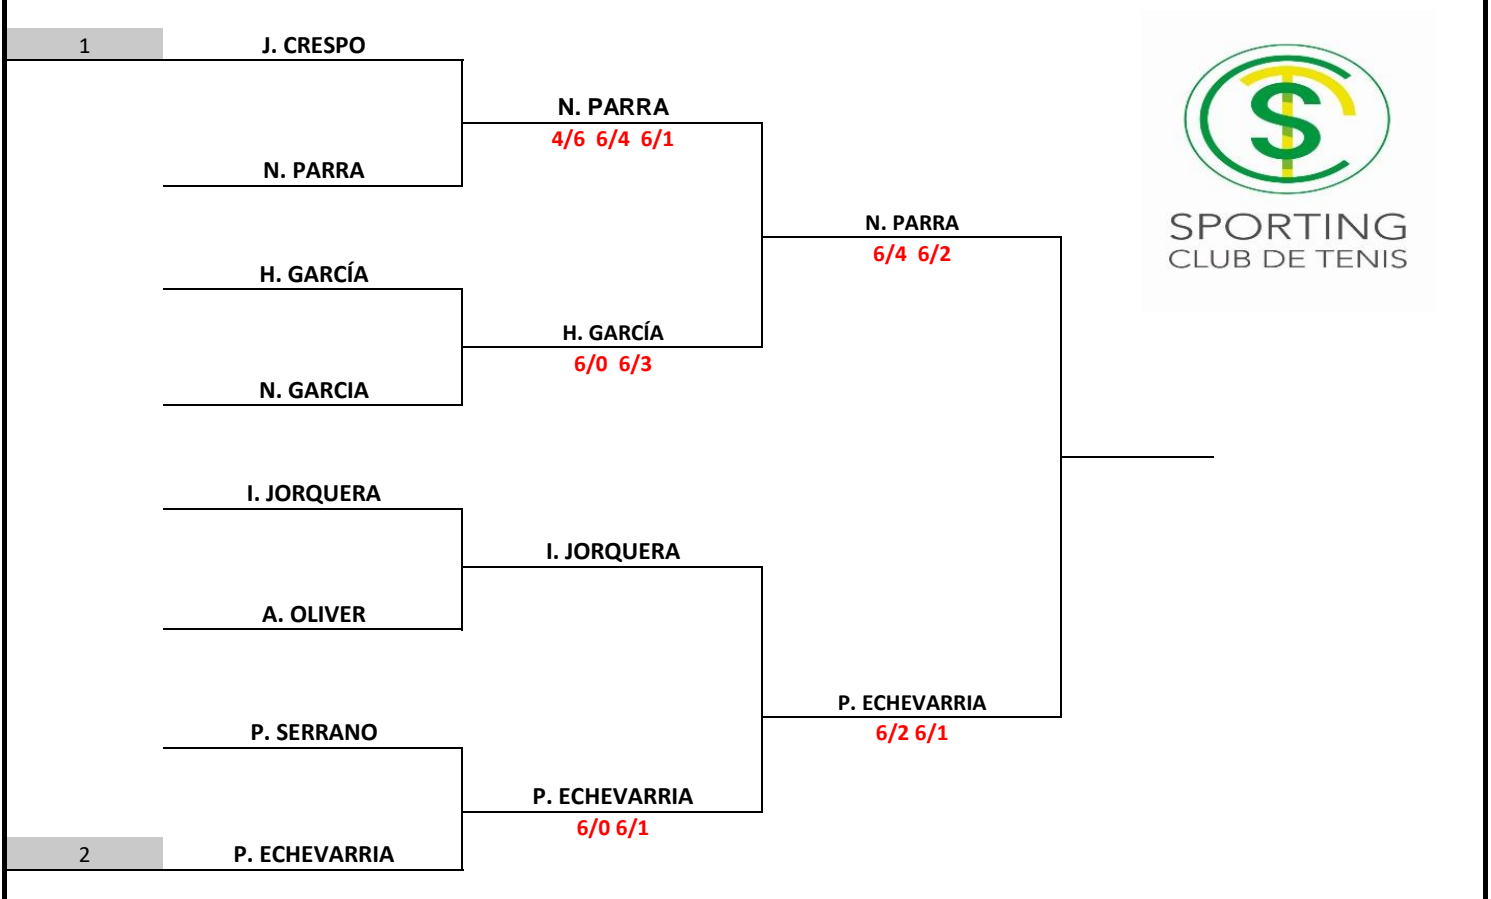 1 J. CRESPO
N. PARRA
4/6 6/4 6/1
N. PARRA
N. PARRA
6/4 6/2
H. GARCÍA
H. GARCÍA
6/0 6/3
N. GARCIA
I. JORQUERA
I. JORQUERA
A. OLIVER
P. ECHEVARRIA
6/2 6/1
P. SERRANO
P. ECHEVARRIA
6/0 6/1
2 P. ECHEVARRIA
SPORTING
CLUB DE TENIS